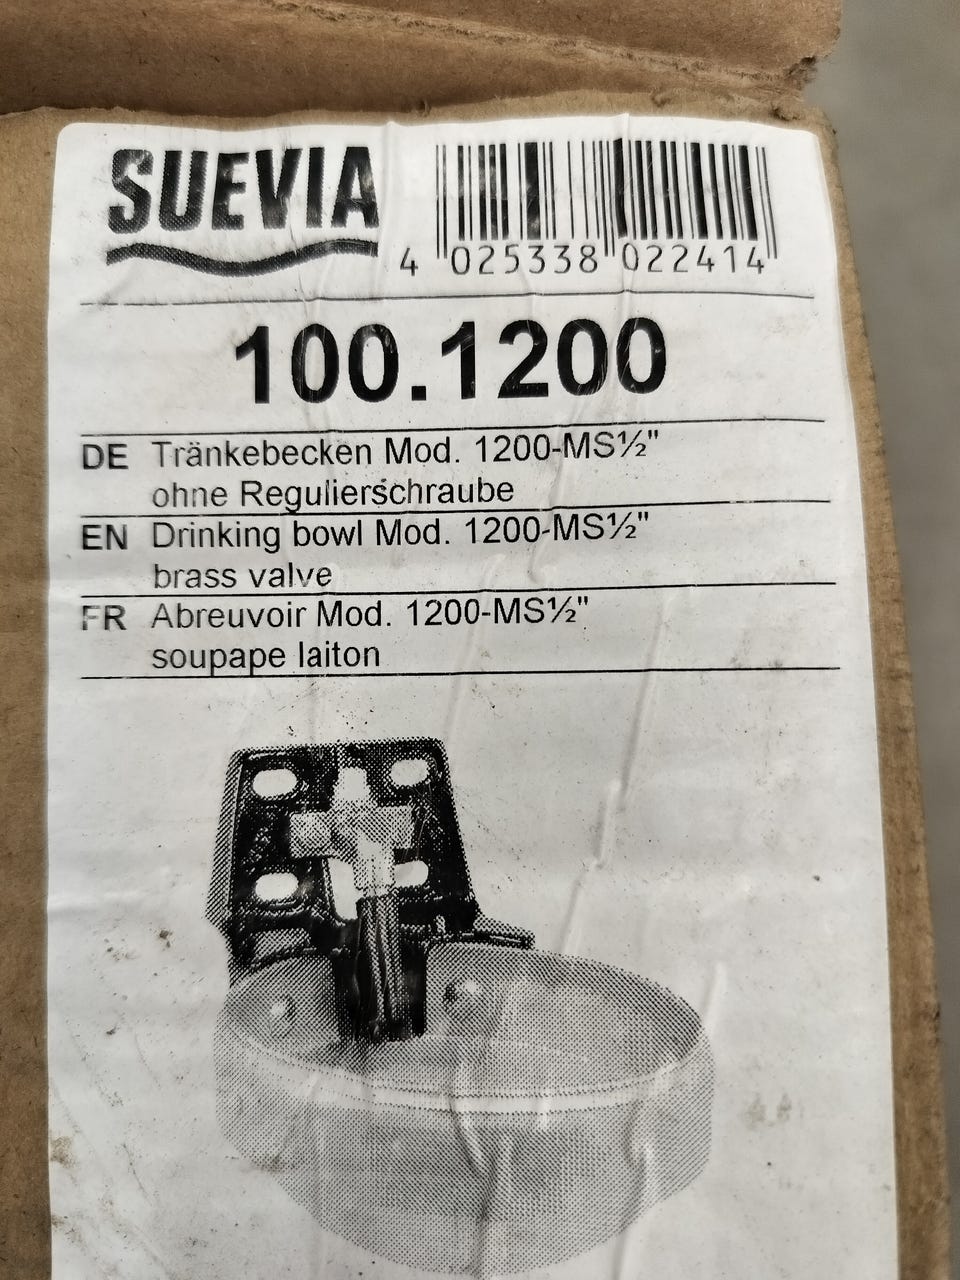 SUEVIA
4 025338 022414
100.1200
DE Tränkebecken Mod. 1200-MS½"
ohne Regulierschraube
EN Drinking bowl Mod. 1200-MS½"
brass valve
FR Abreuvoir Mod. 1200-MS½"
soupape laiton